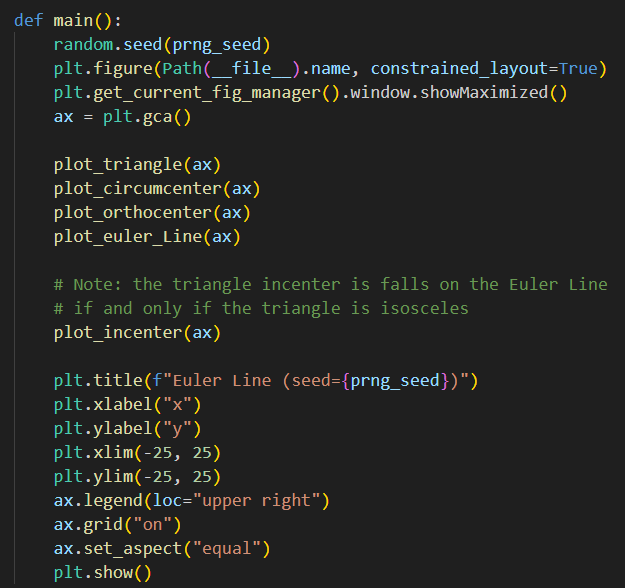 def main():
    random.seed(prng_seed)
    plt.figure(Path(__file__).name, constrained_layout=True)
    plt.get_current_fig_manager().window.showMaximized()
    ax = plt.gca()

    plot_triangle(ax)
    plot_circumcenter(ax)
    plot_orthocenter(ax)
    plot_euler_Line(ax)

    # Note: the triangle incenter is falls on the Euler Line
    # if and only if the triangle is isosceles
    plot_incenter(ax)

    plt.title(f"Euler Line (seed={prng_seed})")
    plt.xlabel("x")
    plt.ylabel("y")
    plt.xlim(-25, 25)
    plt.ylim(-25, 25)
    ax.legend(loc="upper right")
    ax.grid("on")
    ax.set_aspect("equal")
    plt.show()